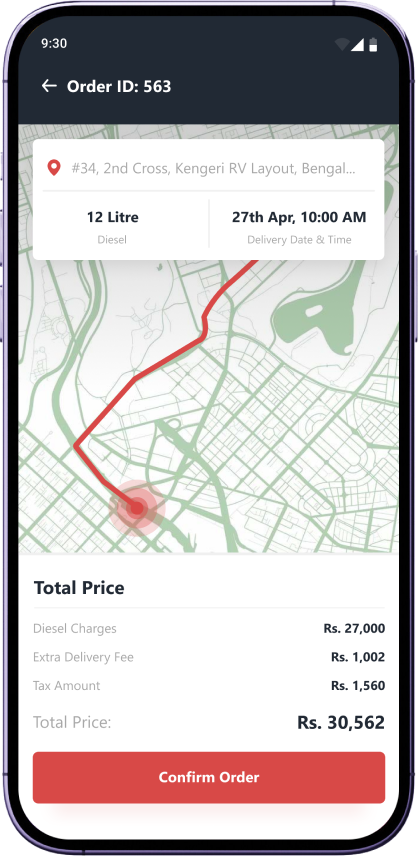 9:30
Order ID: 563
#34, 2nd Cross, Kengeri RV Layout, Bengal...
12 Litre
Diesel
27th Apr, 10:00 AM
Delivery Date & Time
Total Price
Diesel Charges Rs. 27,000
Extra Delivery Fee Rs. 1,002
Tax Amount Rs. 1,560
Total Price: Rs. 30,562
Confirm Order